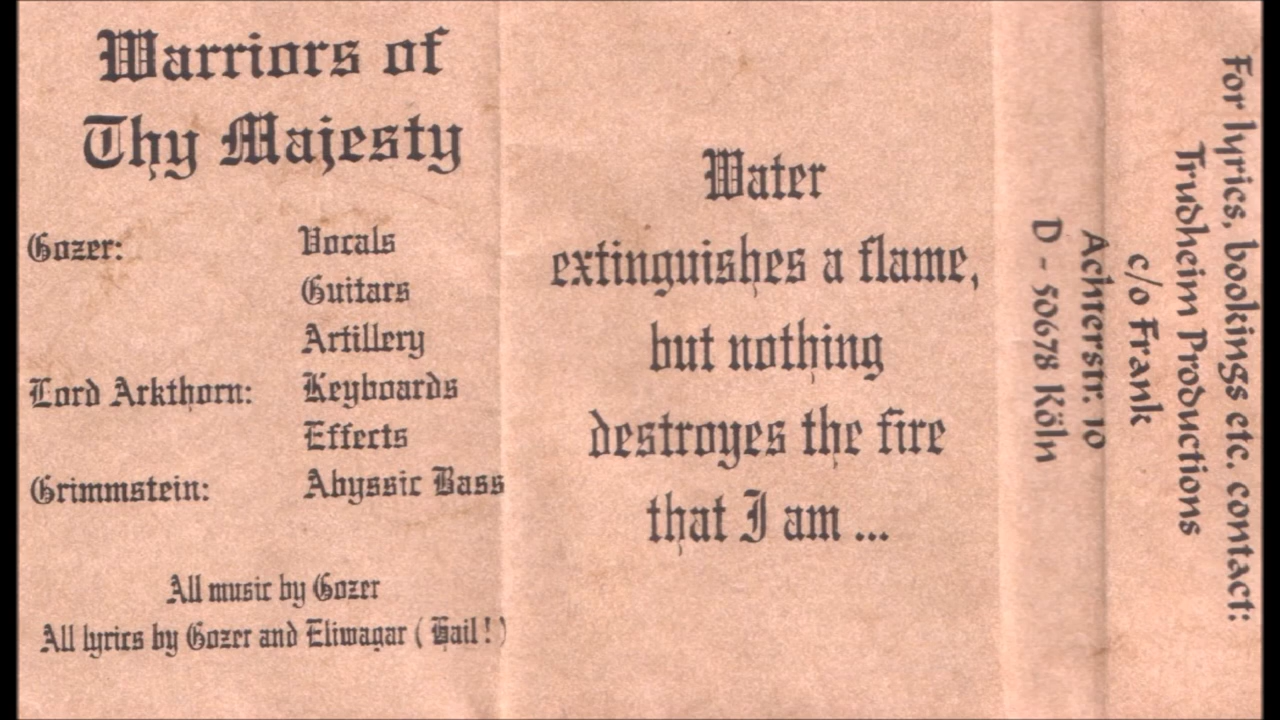 Warriors of
Thy Majesty
Gozer: Vocals
Guitars
Artillery
Lord Arkthorn: Keyboards
Effects
Grimmstein: Abyssic Bass
All music by Gozer
All lyrics by Gozer and Eliwagar ( Hail! )
Water
extinguishes a flame,
but nothing
destroyes the fire
that I am ...
For lyrics, bookings etc. contact:
Trudheim Productions
c/o Frank
Achterstr. 10
D - 50678 Köln